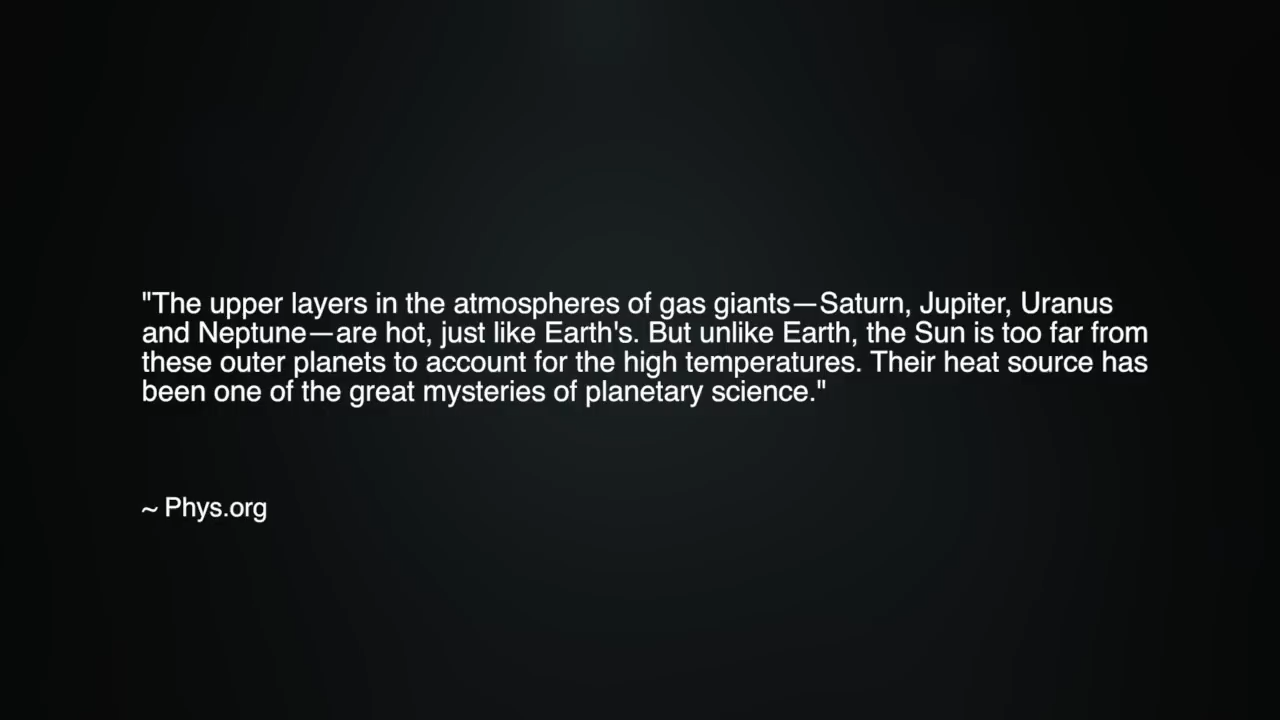 "The upper layers in the atmospheres of gas giants—Saturn, Jupiter, Uranus
and Neptune—are hot, just like Earth's. But unlike Earth, the Sun is too far from
these outer planets to account for the high temperatures. Their heat source has
been one of the great mysteries of planetary science."
~ Phys.org